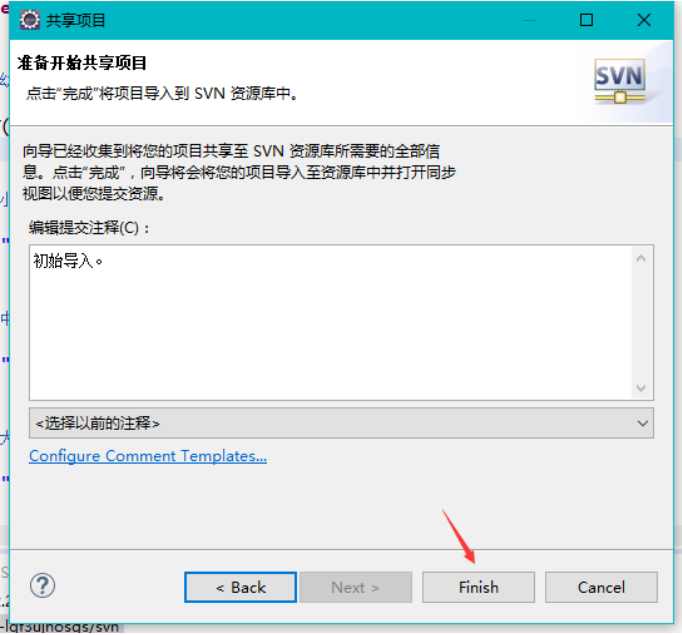 共享项目
准备开始共享项目
点击“完成”将项目导入到 SVN 资源库中。
SVN
向导已经收集到将您的项目共享至 SVN 资源库所需要的全部信
息。点击“完成”，向导将会将您的项目导入至资源库中并打开同步
视图以便您提交资源。
编辑提交注释(C)：
初始导入。
<选择以前的注释>
Configure Comment Templates...
< Back
Next >
Finish
Cancel